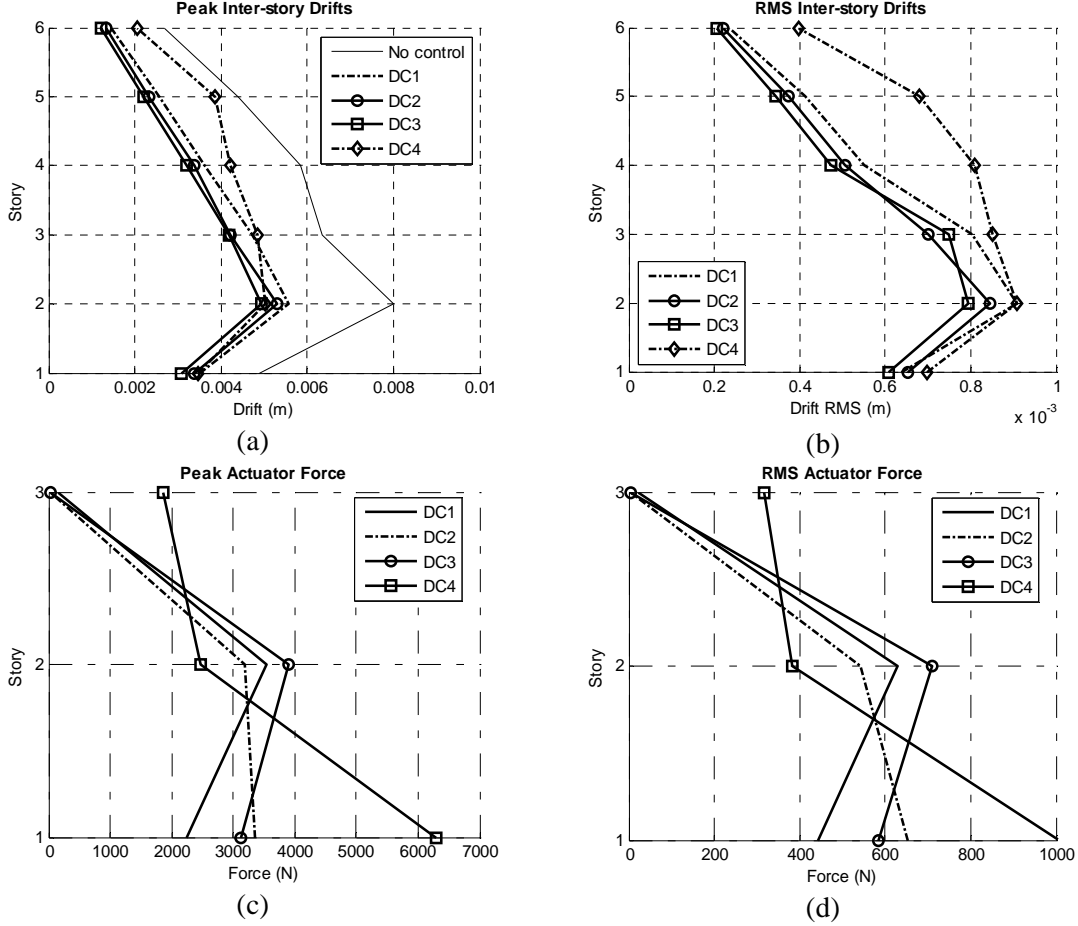 Peak Inter-story Drifts
6
5
4
3
2
1
Story
0
0.002
0.004
0.006
0.008
0.01
Drift (m)
No control
DC1
DC2
DC3
DC4
(a)
RMS Inter-story Drifts
6
5
4
3
2
1
Story
0
0.2
0.4
0.6
0.8
1
x 10-3
Drift RMS (m)
DC1
DC2
DC3
DC4
(b)
Peak Actuator Force
3
2
1
Story
0
1000
2000
3000
4000
5000
6000
7000
Force (N)
DC1
DC2
DC3
DC4
(c)
RMS Actuator Force
3
2
1
Story
0
200
400
600
800
1000
Force (N)
DC1
DC2
DC3
DC4
(d)